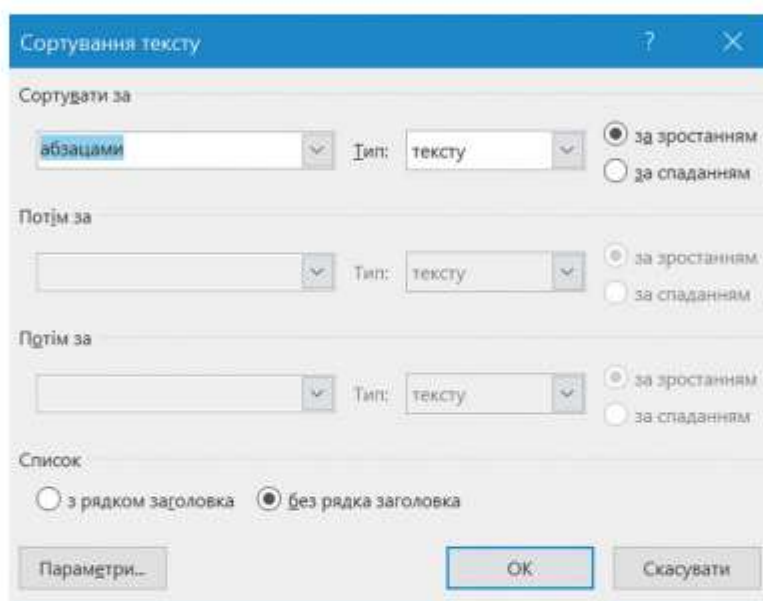 Сортування тексту ?
Сортувати за
абзацами Тип: тексту за зростанням
за спаданням
Потім за
Тип: тексту за зростанням
за спаданням
Потім за
Тип: тексту за зростанням
за спаданням
Список
з рядком заголовка без рядка заголовка
Параметри... ОК Скасувати